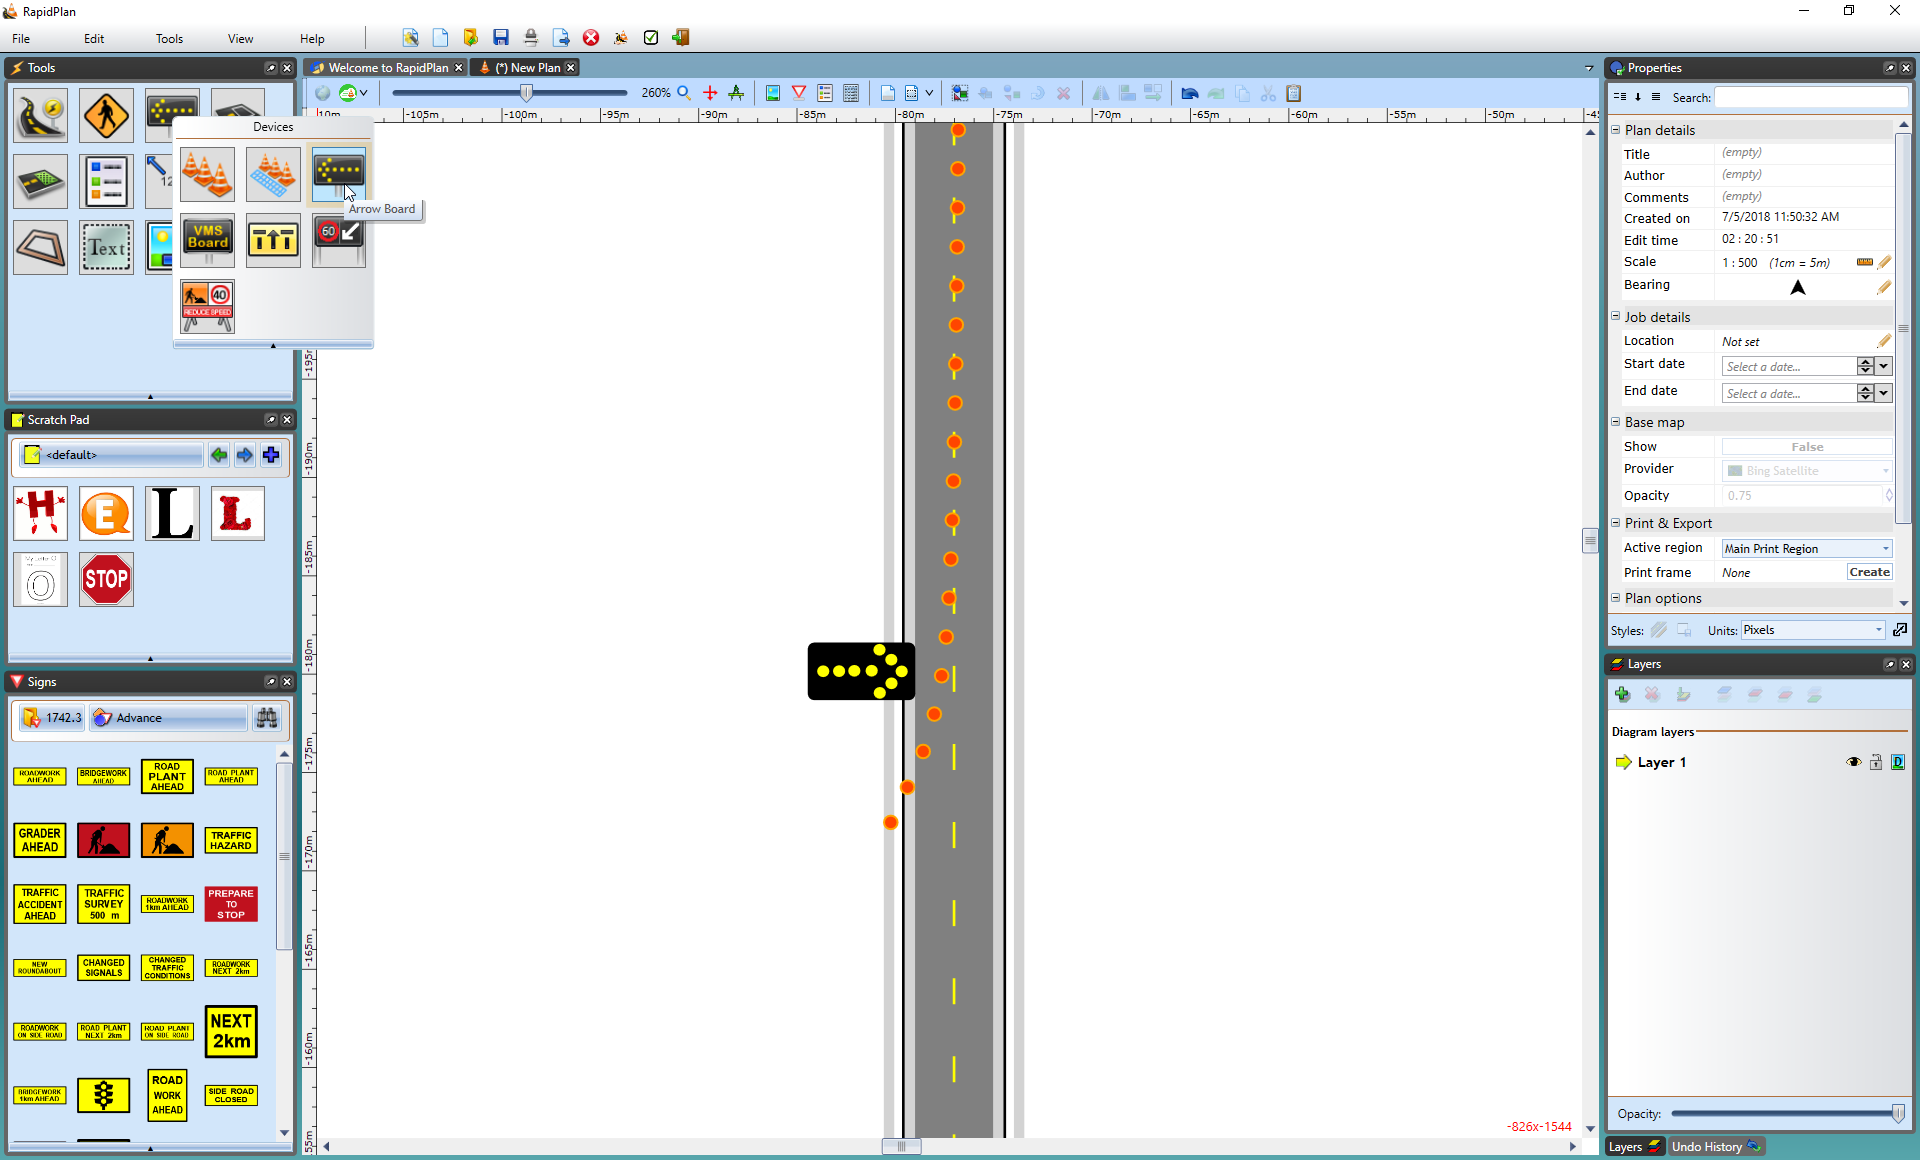 RapidPlan
File Edit Tools View Help
Tools
Devices
VMS
Board
60
40
REDUCE SPEED
Arrow Board
12
Text
Scratch Pad
<default>
H E L L
My Letter O
O
STOP
Signs
1742.3 Advance
ROADWORK
AHEAD
BRIDGEWORK
AHEAD
ROAD
PLANT
AHEAD
ROAD PLANT
AHEAD
GRADER
AHEAD
TRAFFIC
HAZARD
TRAFFIC
ACCIDENT
AHEAD
TRAFFIC
SURVEY
500 m
ROADWORK
1km AHEAD
PREPARE
TO
STOP
NEW
ROUNDABOUT
CHANGED
SIGNALS
CHANGED
TRAFFIC
CONDITIONS
ROADWORK
NEXT 2km
ROADWORK
ON SIDE ROAD
ROAD PLANT
NEXT 2km
ROAD PLANT
ON SIDE ROAD
NEXT
2km
BRIDGEWORK
1km AHEAD
ROAD
WORK
AHEAD
SIDE ROAD
CLOSED
Welcome to RapidPlan (*) New Plan
260%
-105m -100m -95m -90m -85m -80m -75m -70m -65m -60m -55m -50m
-195m
-190m
-185m
-180m
-175m
-170m
-165m
-160m
-826x-1544
Properties
Search:
Plan details
Title (empty)
Author (empty)
Comments (empty)
Created on 7/5/2018 11:50:32 AM
Edit time 02 : 20 : 51
Scale 1 : 500 (1cm = 5m)
Bearing
Job details
Location Not set
Start date Select a date...
End date Select a date...
Base map
Show False
Provider Bing Satellite
Opacity 0.75
Print & Export
Active region Main Print Region
Print frame None Create
Plan options
Styles: Units: Pixels
Layers
Diagram layers
Layer 1
D
Opacity:
Layers Undo History